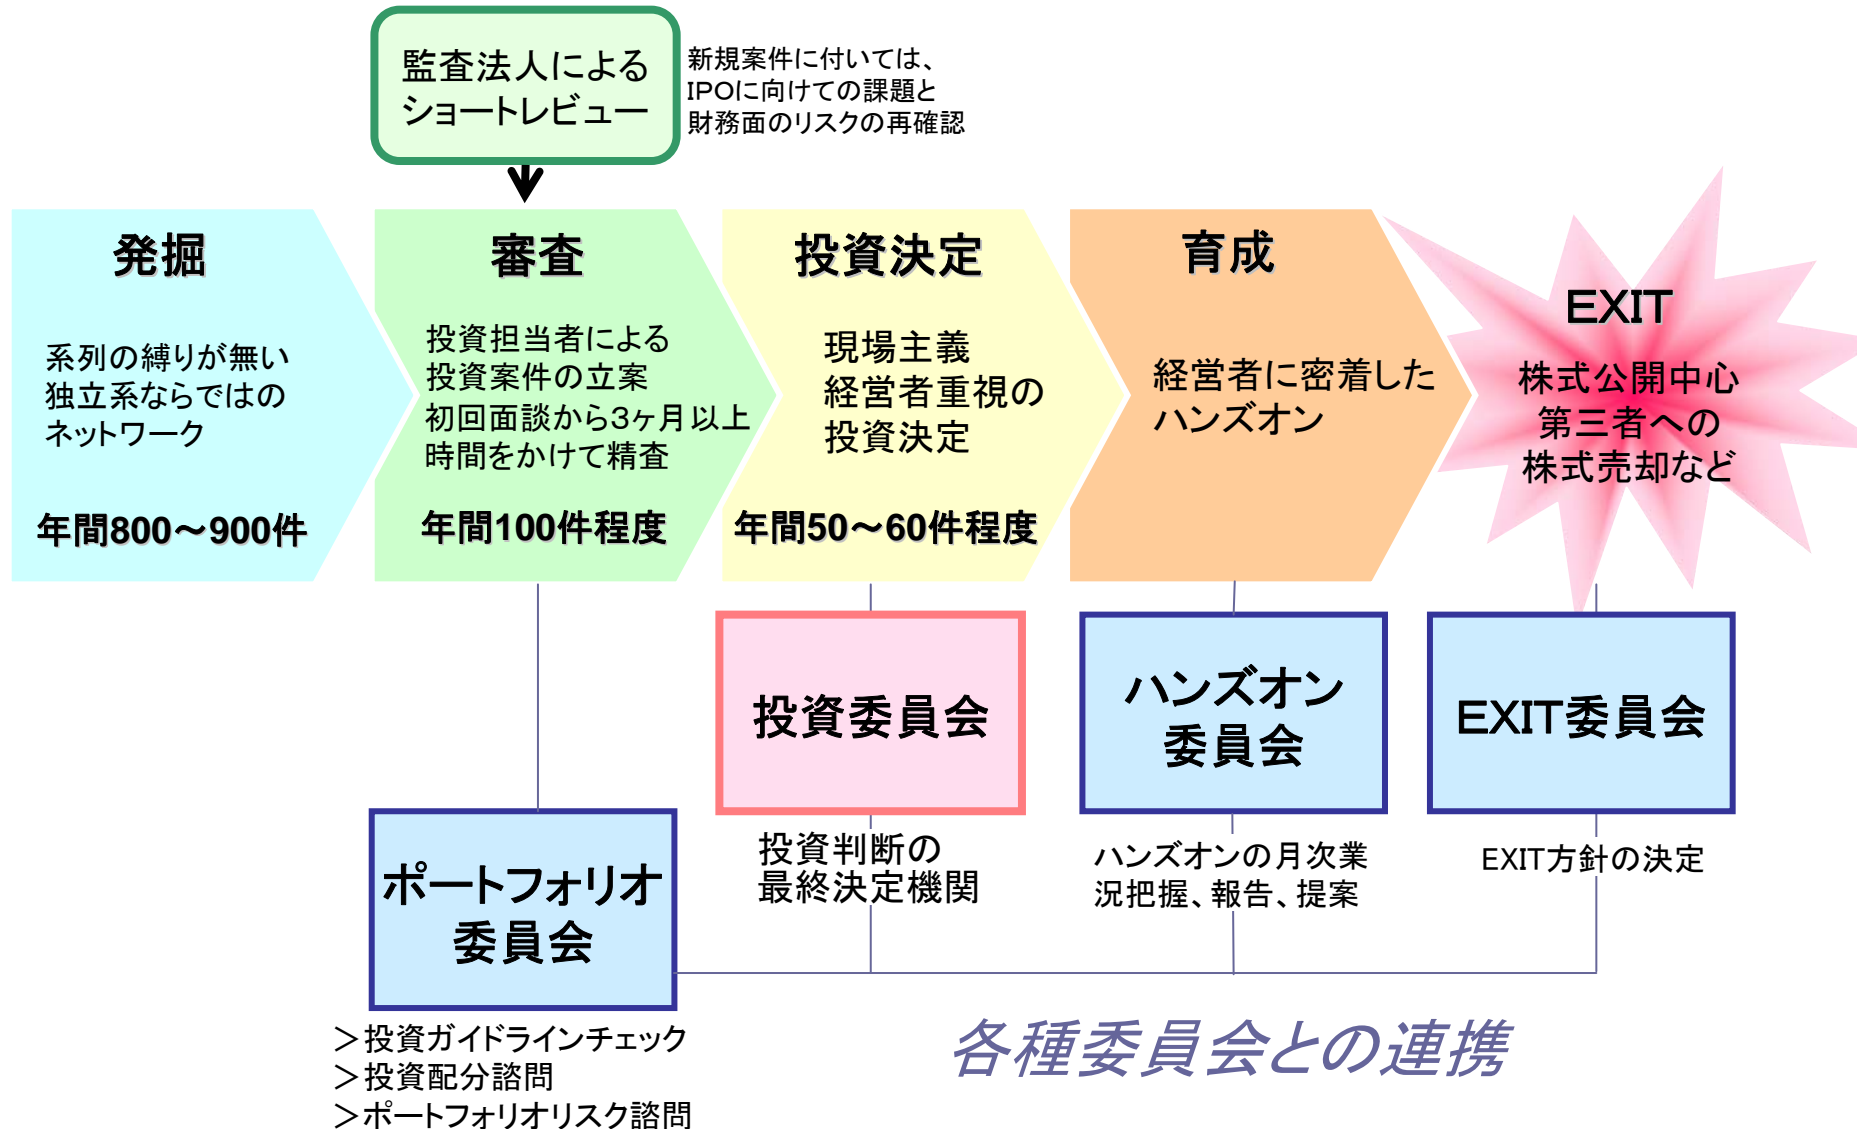 監査法人による
ショートレビュー
新規案件に付いては、
IPOに向けての課題と
財務面のリスクの再確認
発掘
系列の縛りが無い
独立系ならではの
ネットワーク
年間800～900件
審査
投資担当者による
投資案件の立案
初回面談から3ヶ月以上
時間をかけて精査
年間100件程度
投資決定
現場主義
経営者重視の
投資決定
年間50～60件程度
育成
経営者に密着した
ハンズオン
EXIT
株式公開中心
第三者への
株式売却など
投資委員会
投資判断の
最終決定機関
ハンズオン
委員会
ハンズオンの月次業
況把握、報告、提案
EXIT委員会
EXIT方針の決定
ポートフォリオ
委員会
＞投資ガイドラインチェック
＞投資配分諮問
＞ポートフォリオリスク諮問
各種委員会との連携